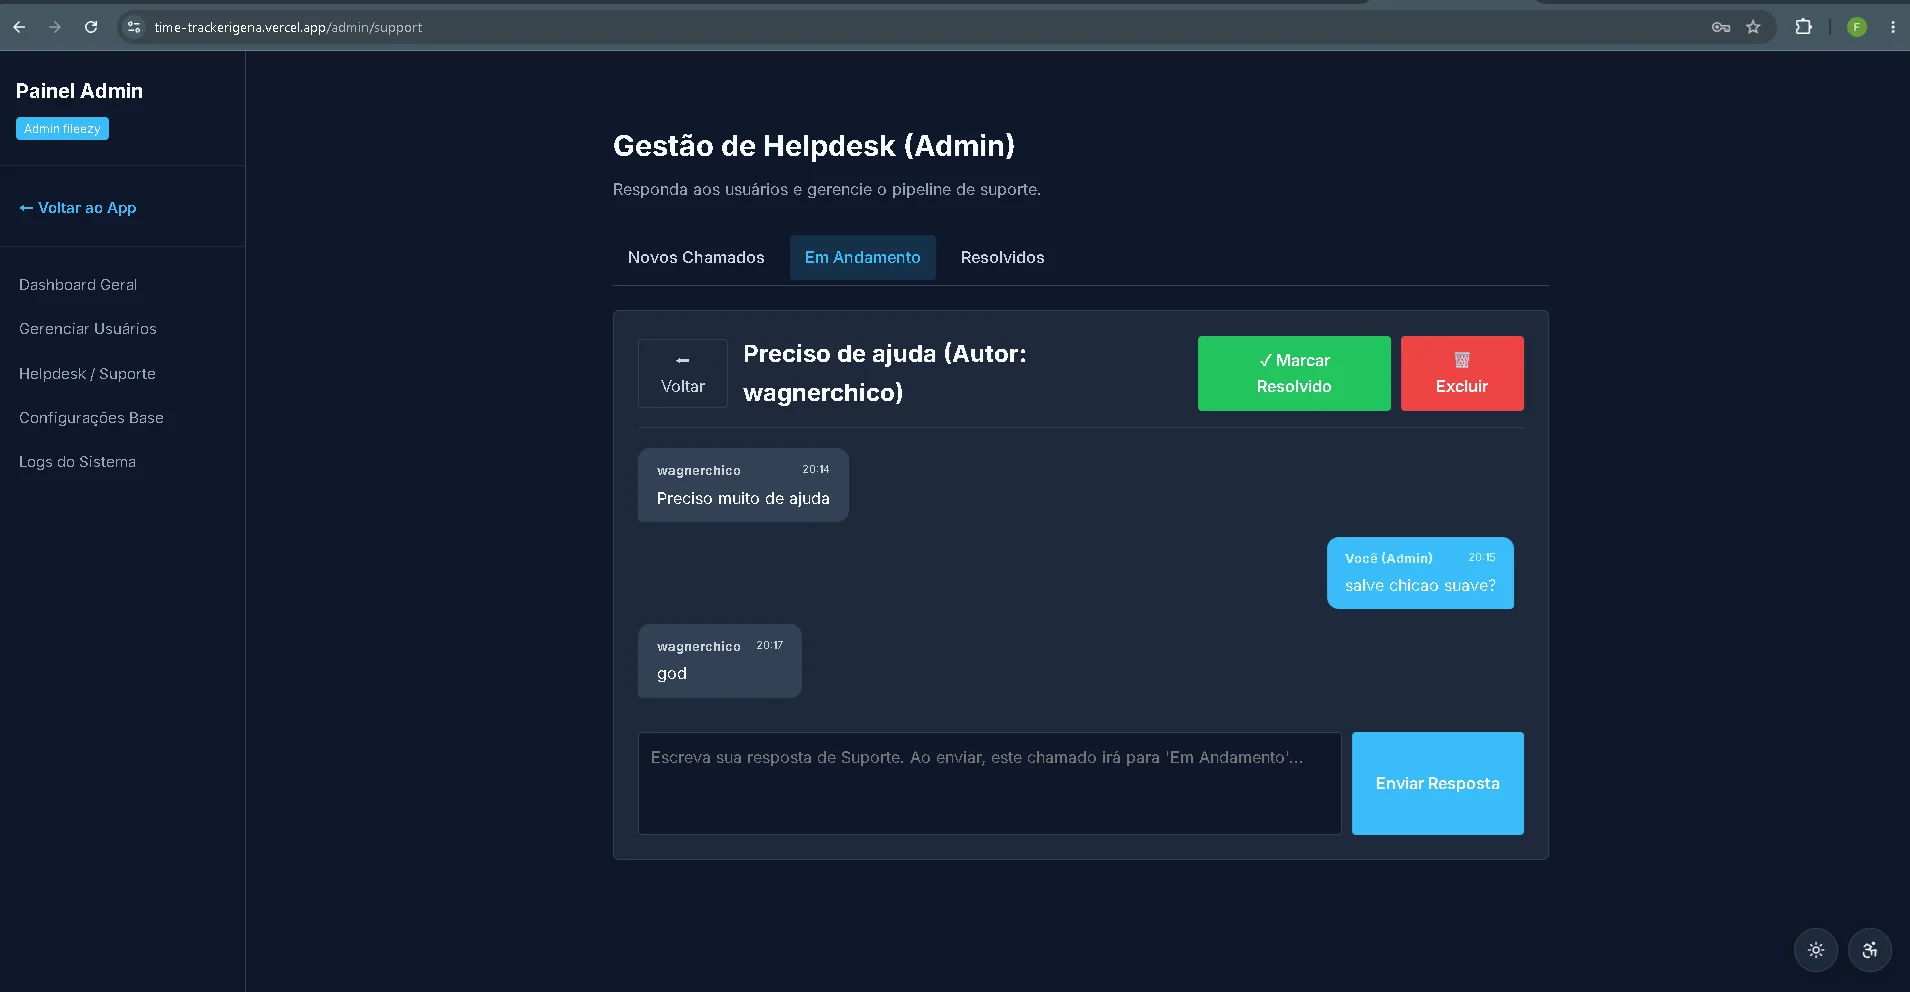 time-trackerigena.vercel.app/admin/support
F
Painel Admin
Admin fileezy
← Voltar ao App
Dashboard Geral
Gerenciar Usuários
Helpdesk / Suporte
Configurações Base
Logs do Sistema
Gestão de Helpdesk (Admin)
Responda aos usuários e gerencie o pipeline de suporte.
Novos Chamados
Em Andamento
Resolvidos
←
Voltar
Preciso de ajuda (Autor:
wagnerchico)
✓ Marcar
Resolvido
🗑️
Excluir
wagnerchico 20:14
Preciso muito de ajuda
Você (Admin) 20:15
salve chicao suave?
wagnerchico 20:17
god
Escreva sua resposta de Suporte. Ao enviar, este chamado irá para 'Em Andamento'...
Enviar Resposta